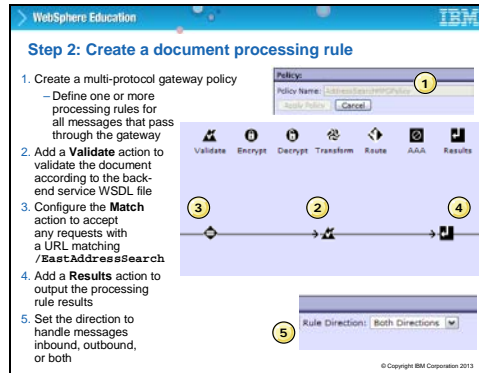 WebSphere Education
IBM
Step 2: Create a document processing rule
1. Create a multi-protocol gateway policy
– Define one or more
processing rules for
all messages that pass
through the gateway
2. Add a Validate action to
validate the document
according to the back-
end service WSDL file
3. Configure the Match
action to accept
any requests with
a URL matching
/EastAddressSearch
4. Add a Results action to
output the processing
rule results
5. Set the direction to
handle messages
inbound, outbound,
or both
Policy:
Policy Name:
Apply Policy Cancel
1
Validate Encrypt Decrypt Transform Route AAA Results
3 2 4
5
Rule Direction: Both Directions
© Copyright IBM Corporation 2013